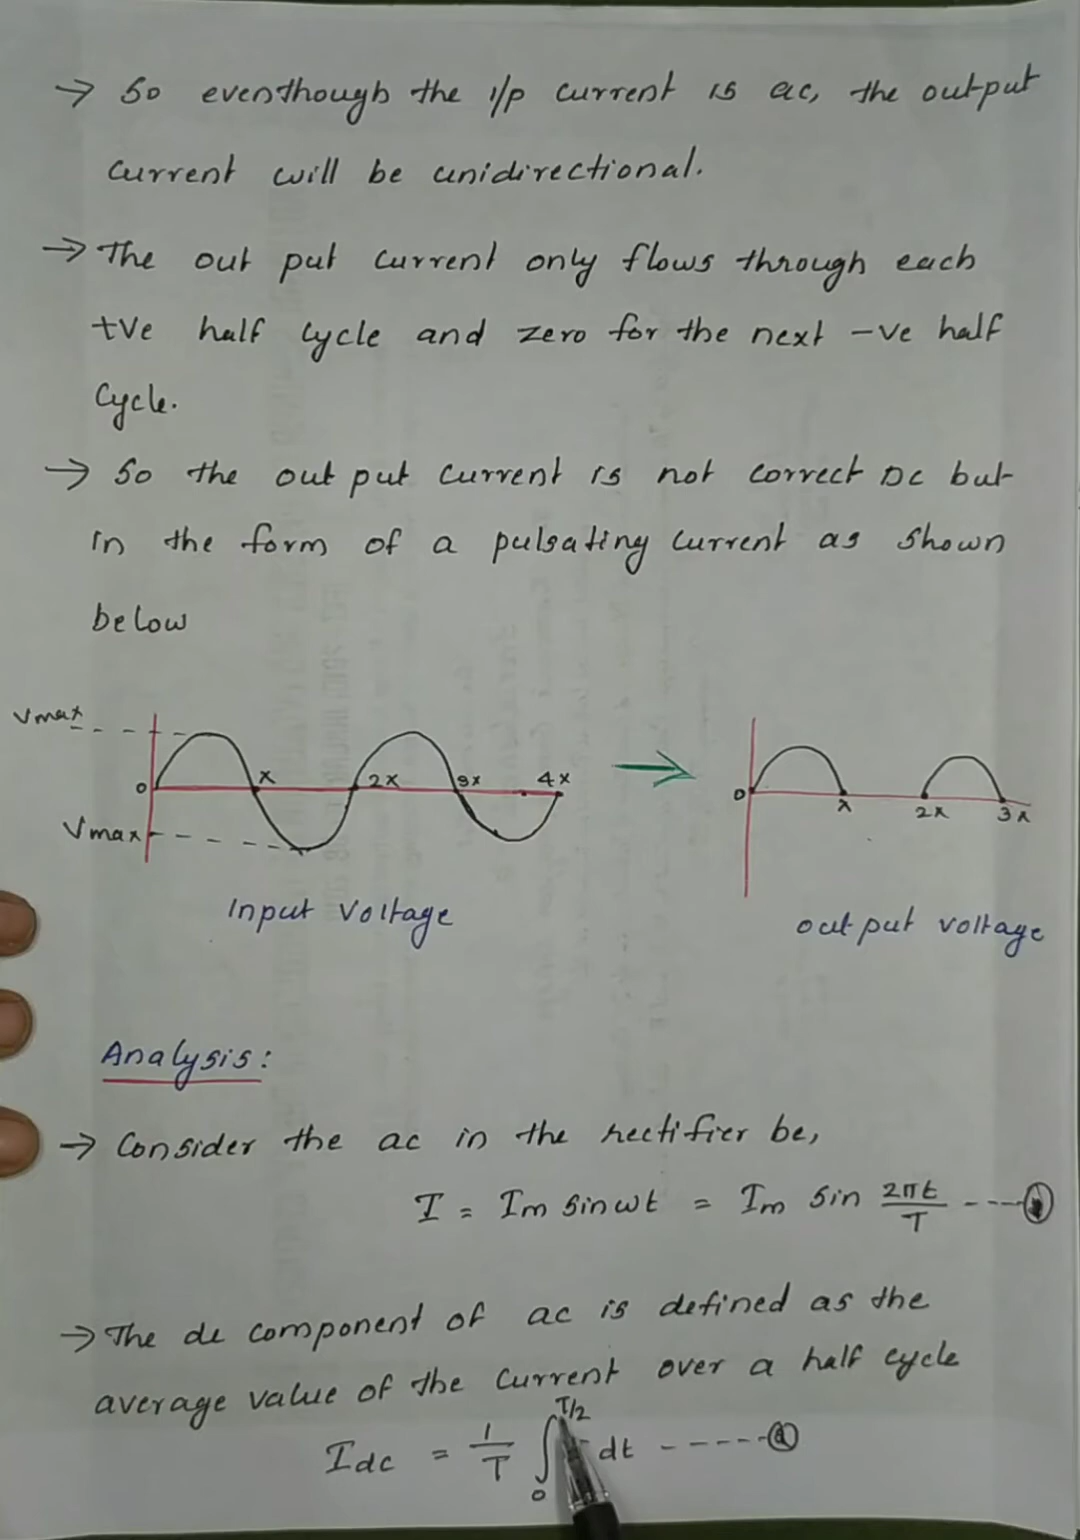 → So eventhough the i/p current is ac, the output
current will be unidirectional.
→ The out put current only flows through each
+ve half cycle and zero for the next -ve half
Cycle.
→ So the out put current is not correct DC but
in the form of a pulsating current as shown
below
Vmax
0
x
2x
3x
4x
Vmax
Input Voltage
→
0
x
2x
3x
output voltage
Analysis:
→ Consider the ac in the rectifier be,
I = Im sinωt = Im sin 2πt/T ----
→ The dc component of ac is defined as the
average value of the current over a half cycle
Idc = 1/T ∫₀^T/2 dt -----